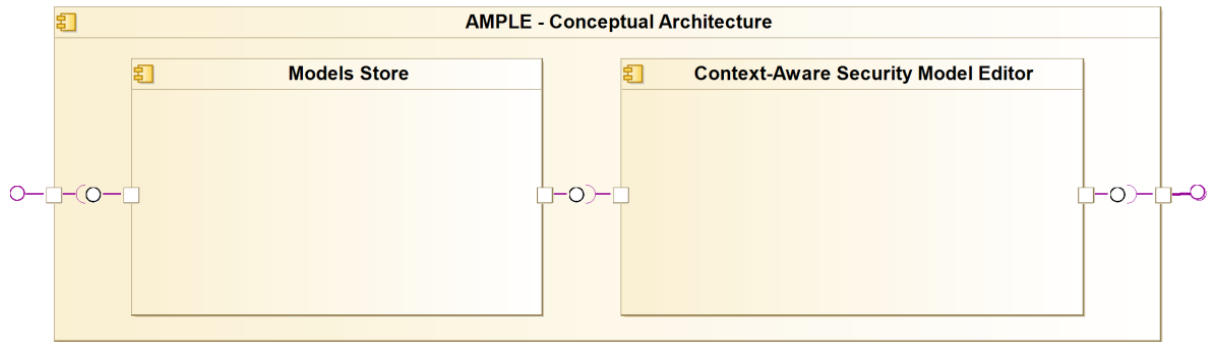 AMPLE - Conceptual Architecture
Models Store
Context-Aware Security Model Editor